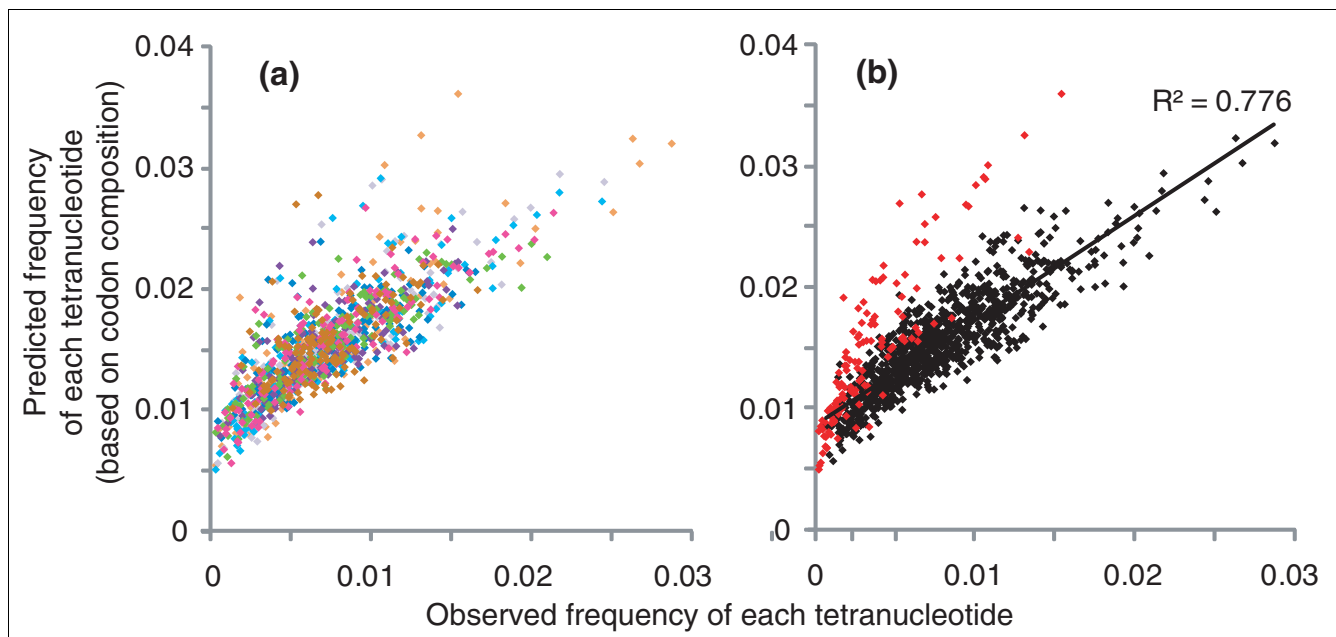 Predicted frequency
of each tetranucleotide
(based on codon composition)
0.04
0.03
0.02
0.01
0
(a)
0
0.01
0.02
0.03
0.04
0.03
0.02
0.01
0
(b)
R² = 0.776
0
0.01
0.02
0.03
Observed frequency of each tetranucleotide